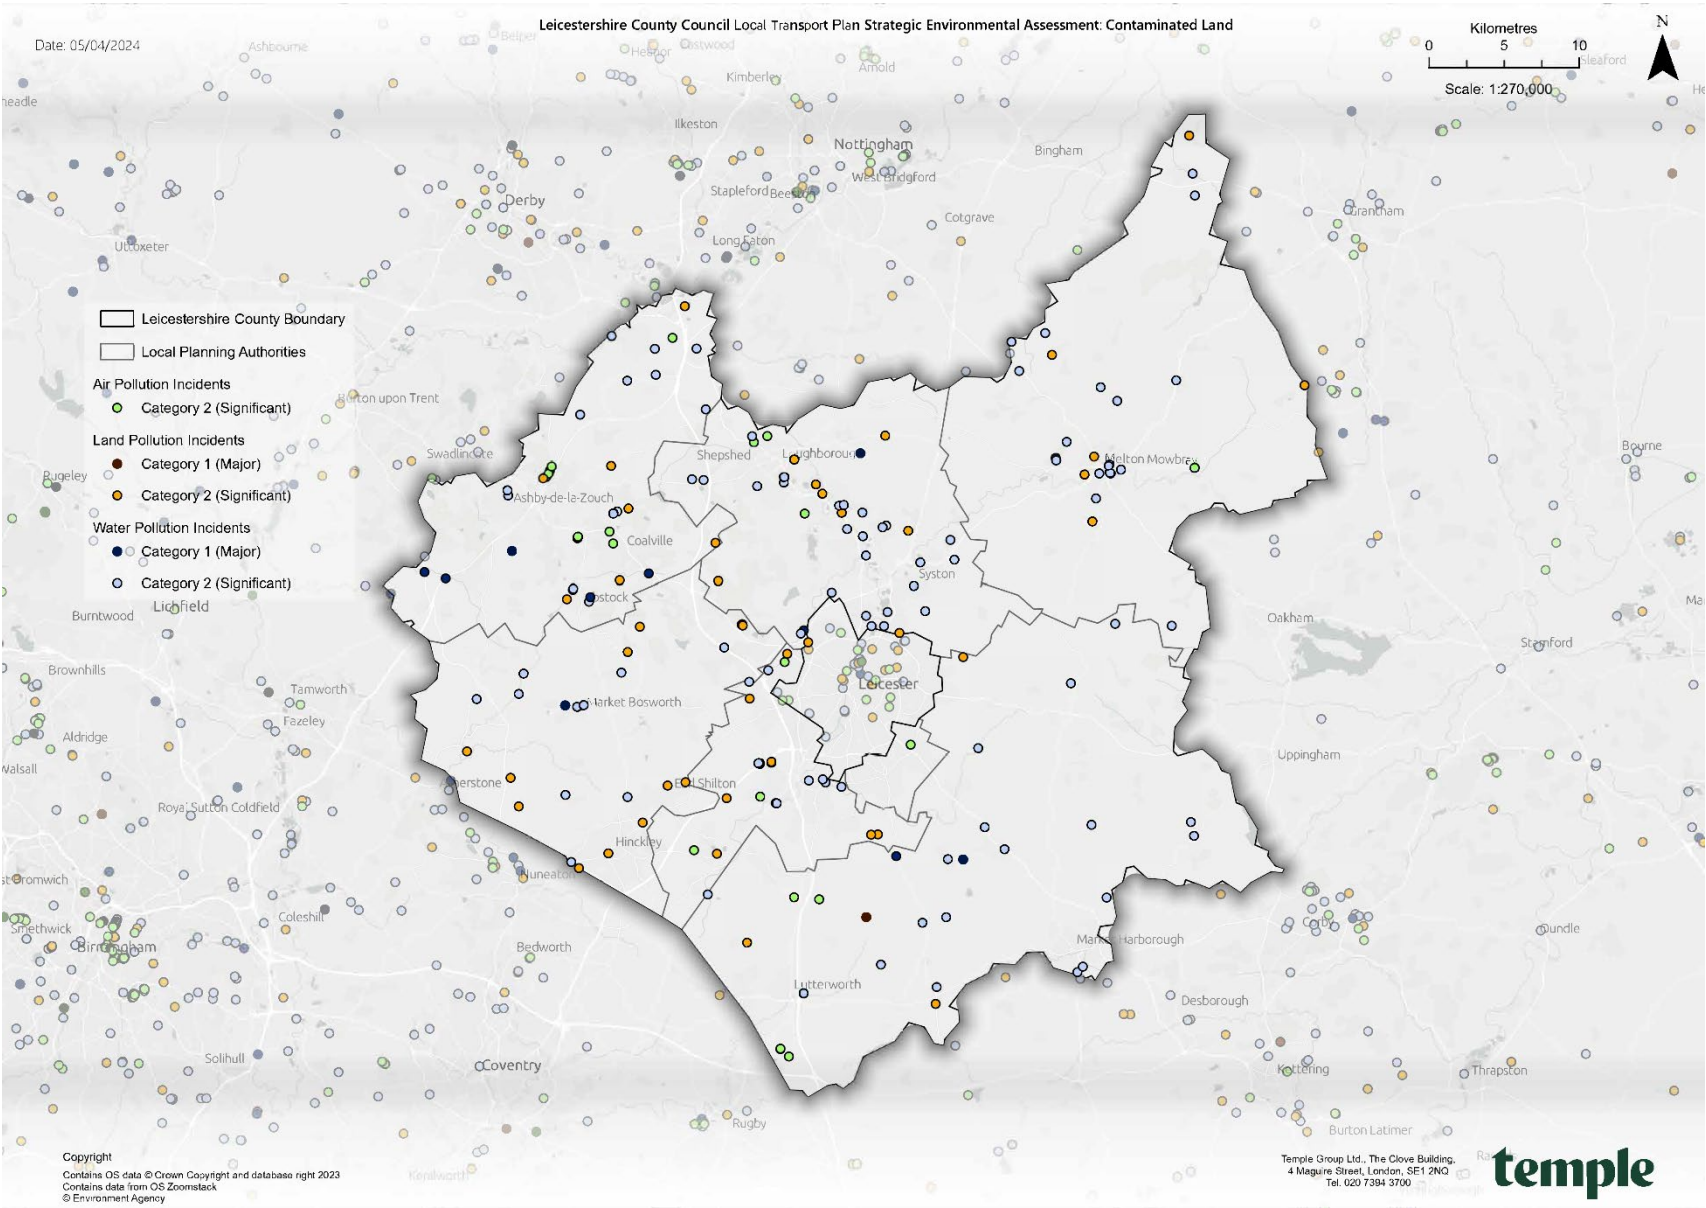 Leicestershire County Council Local Transport Plan Strategic Environmental Assessment: Contaminated Land
Date: 05/04/2024
Kilometres
0 5 10
Scale: 1:270,000
N
Ashbourne
Belper
Eastwood
Arnold
Kimberley
Sleaford
Ilkeston
Nottingham
Bingham
West Bridgford
Stapleford
Derby
Cotgrave
Grantham
Uttoxeter
Long Eaton
Leicestershire County Boundary
Local Planning Authorities
Air Pollution Incidents
Category 2 (Significant)
Land Pollution Incidents
Category 1 (Major)
Category 2 (Significant)
Water Pollution Incidents
Category 1 (Major)
Category 2 (Significant)
Burton upon Trent
Swadlincote
Shepshed
Loughborough
Melton Mowbray
Bourne
Rugeley
Ashby-de-la-Zouch
Coalville
Syston
Lichfield
Burntwood
Oakham
Stamford
Brownhills
Tamworth
Leicester
Market Bosworth
Fazeley
Aldridge
Uppingham
Walsall
Earl Shilton
Royal Sutton Coldfield
Hinckley
Nuneaton
Coleshill
Corby
Oundle
Smethwick
Birmingham
Bedworth
Market Harborough
Lutterworth
Desborough
Solihull
Coventry
Kettering
Thrapston
Rugby
Burton Latimer
Kenilworth
Copyright
Contains OS data © Crown Copyright and database right 2023
Contains data from OS Zoomstack
© Environment Agency
Temple Group Ltd., The Clove Building,
4 Maguire Street, London, SE1 2NQ
Tel. 020 7394 3700
temple